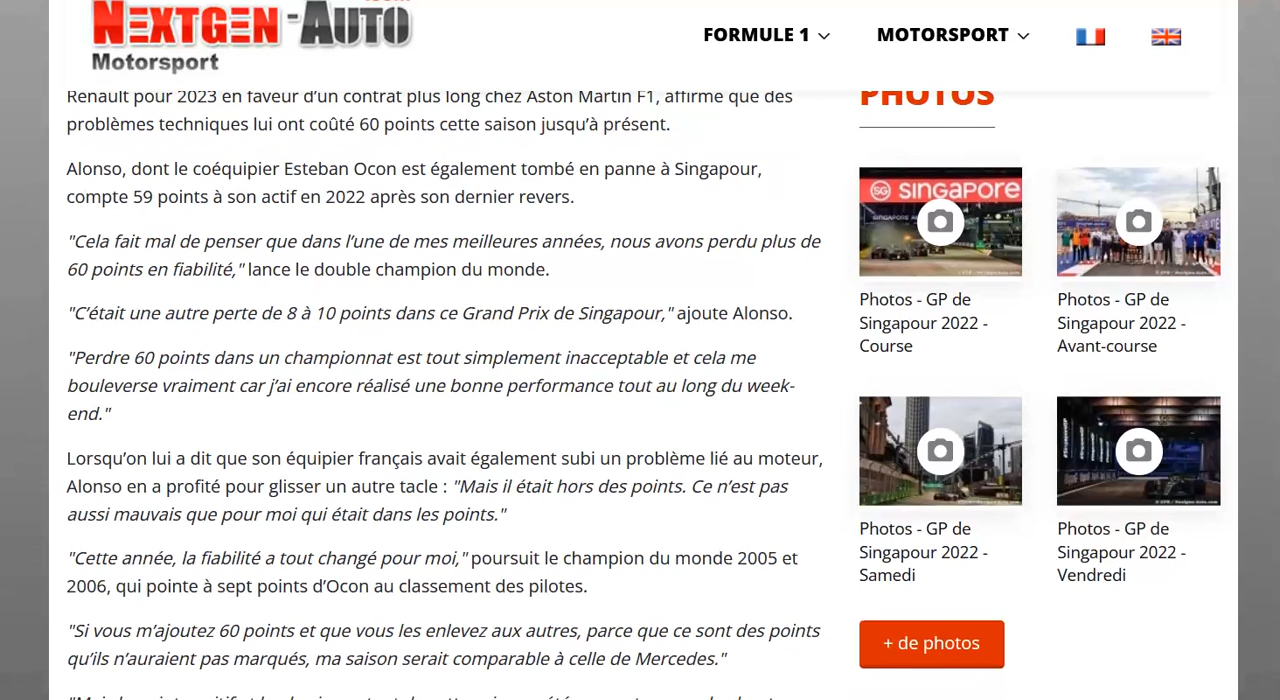 NEXTGEN-AUTO
Motorsport
FORMULE 1
MOTORSPORT
Renault pour 2023 en faveur d’un contrat plus long chez Aston Martin F1, affirme que des
problèmes techniques lui ont coûté 60 points cette saison jusqu’à présent.
Alonso, dont le coéquipier Esteban Ocon est également tombé en panne à Singapour,
compte 59 points à son actif en 2022 après son dernier revers.
"Cela fait mal de penser que dans l’une de mes meilleures années, nous avons perdu plus de
60 points en fiabilité," lance le double champion du monde.
"C’était une autre perte de 8 à 10 points dans ce Grand Prix de Singapour," ajoute Alonso.
"Perdre 60 points dans un championnat est tout simplement inacceptable et cela me
bouleverse vraiment car j’ai encore réalisé une bonne performance tout au long du week-
end."
Lorsqu’on lui a dit que son équipier français avait également subi un problème lié au moteur,
Alonso en a profité pour glisser un autre tacle : "Mais il était hors des points. Ce n’est pas
aussi mauvais que pour moi qui était dans les points."
"Cette année, la fiabilité a tout changé pour moi," poursuit le champion du monde 2005 et
2006, qui pointe à sept points d’Ocon au classement des pilotes.
"Si vous m’ajoutez 60 points et que vous les enlevez aux autres, parce que ce sont des points
qu’ils n’auraient pas marqués, ma saison serait comparable à celle de Mercedes."
PHOTOS
SG SINGAPORE
Photos - GP de
Singapour 2022 -
Course
Photos - GP de
Singapour 2022 -
Avant-course
Photos - GP de
Singapour 2022 -
Samedi
Photos - GP de
Singapour 2022 -
Vendredi
+ de photos